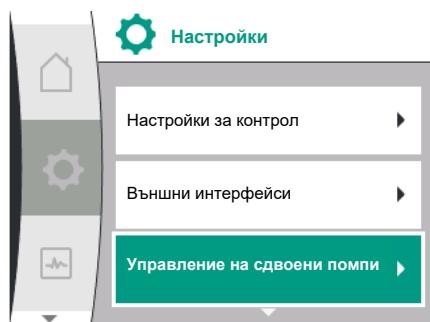 Настройки
Настройки за контрол
Външни интерфейси
Управление на сдвоени помпи